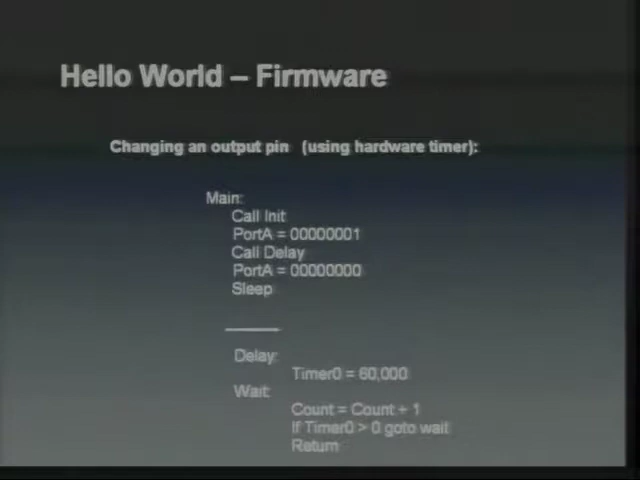 Hello World – Firmware
Changing an output pin (using hardware timer):
Main:
Call Init
PortA = 00000001
Call Delay
PortA = 00000000
Sleep
Delay:
Timer0 = 60,000
Wait:
Count = Count + 1
If Timer0 > 0 goto wait
Return